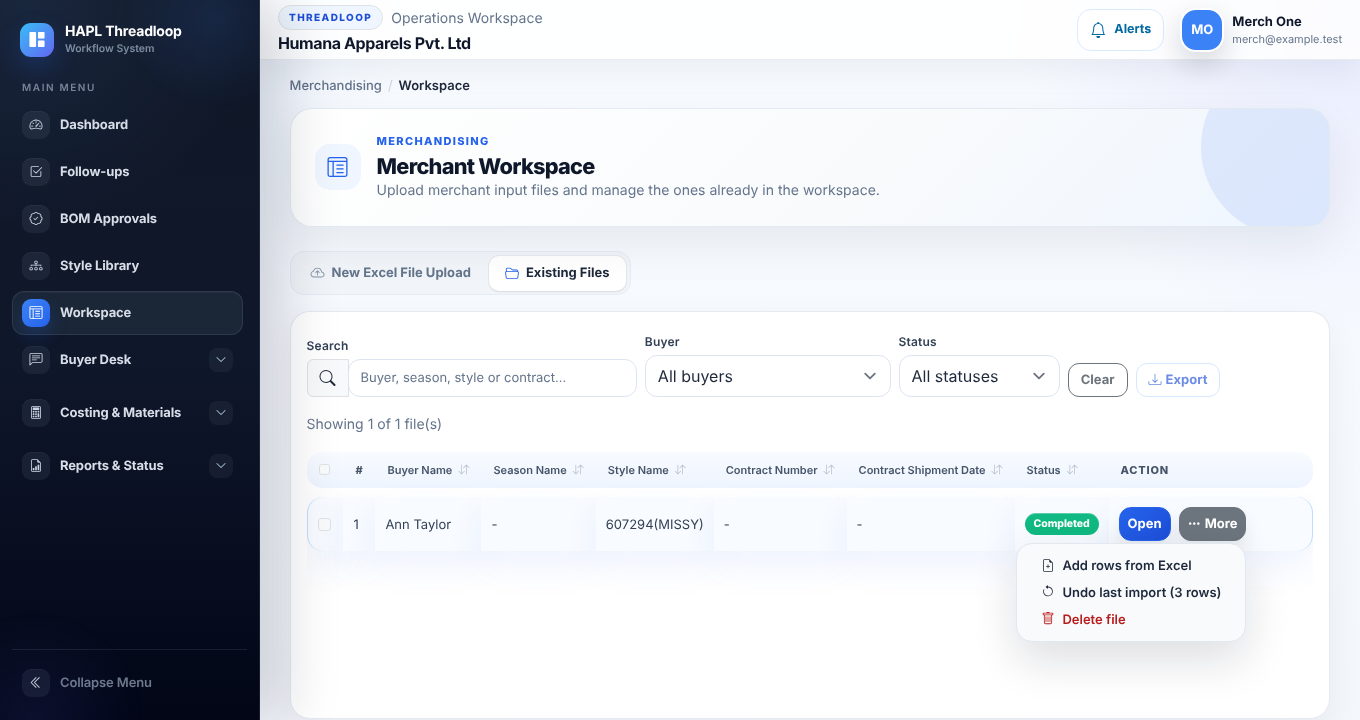 HAPL Threadloop
Workflow System
MAIN MENU
Dashboard
Follow-ups
BOM Approvals
Style Library
Workspace
Buyer Desk
Costing & Materials
Reports & Status
Collapse Menu
THREADLOOP Operations Workspace
Humana Apparels Pvt. Ltd
Alerts
MO
Merch One
merch@example.test
Merchandising / Workspace
MERCHANDISING
Merchant Workspace
Upload merchant input files and manage the ones already in the workspace.
New Excel File Upload
Existing Files
Search
Buyer
Status
Buyer, season, style or contract...
All buyers
All statuses
Clear
Export
Showing 1 of 1 file(s)
# Buyer Name Season Name Style Name Contract Number Contract Shipment Date Status ACTION
1 Ann Taylor - 607294(MISSY) - - Completed Open ··· More
Add rows from Excel
Undo last import (3 rows)
Delete file